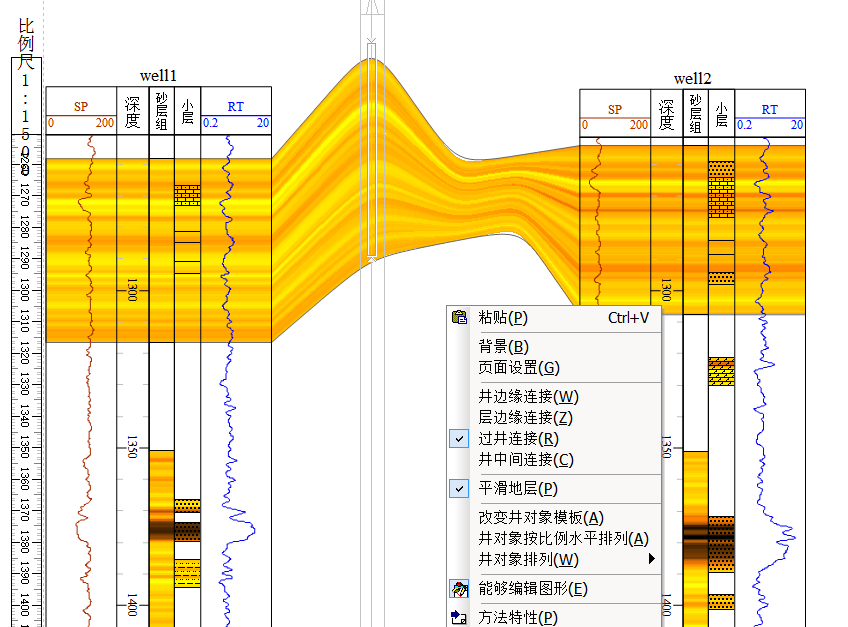 比例尺1:1500
well1
SP
0 200
深度
砂层组
小层
RT
0.2 20
well2
SP
0 200
深度
砂层组
小层
RT
0.2 20
1270
1280
1290
1300
1310
1320
1330
1340
1350
1360
1370
1380
1390
1400
1300
1350
1400
1300
1350
1400
粘贴(P) Ctrl+V
背景(B)
页面设置(G)
井边缘连接(W)
层边缘连接(Z)
过井连接(R)
井中间连接(C)
平滑地层(P)
改变井对象模板(A)
井对象按比例水平排列(A)
井对象排列(W)
能够编辑图形(E)
方法特性(P)